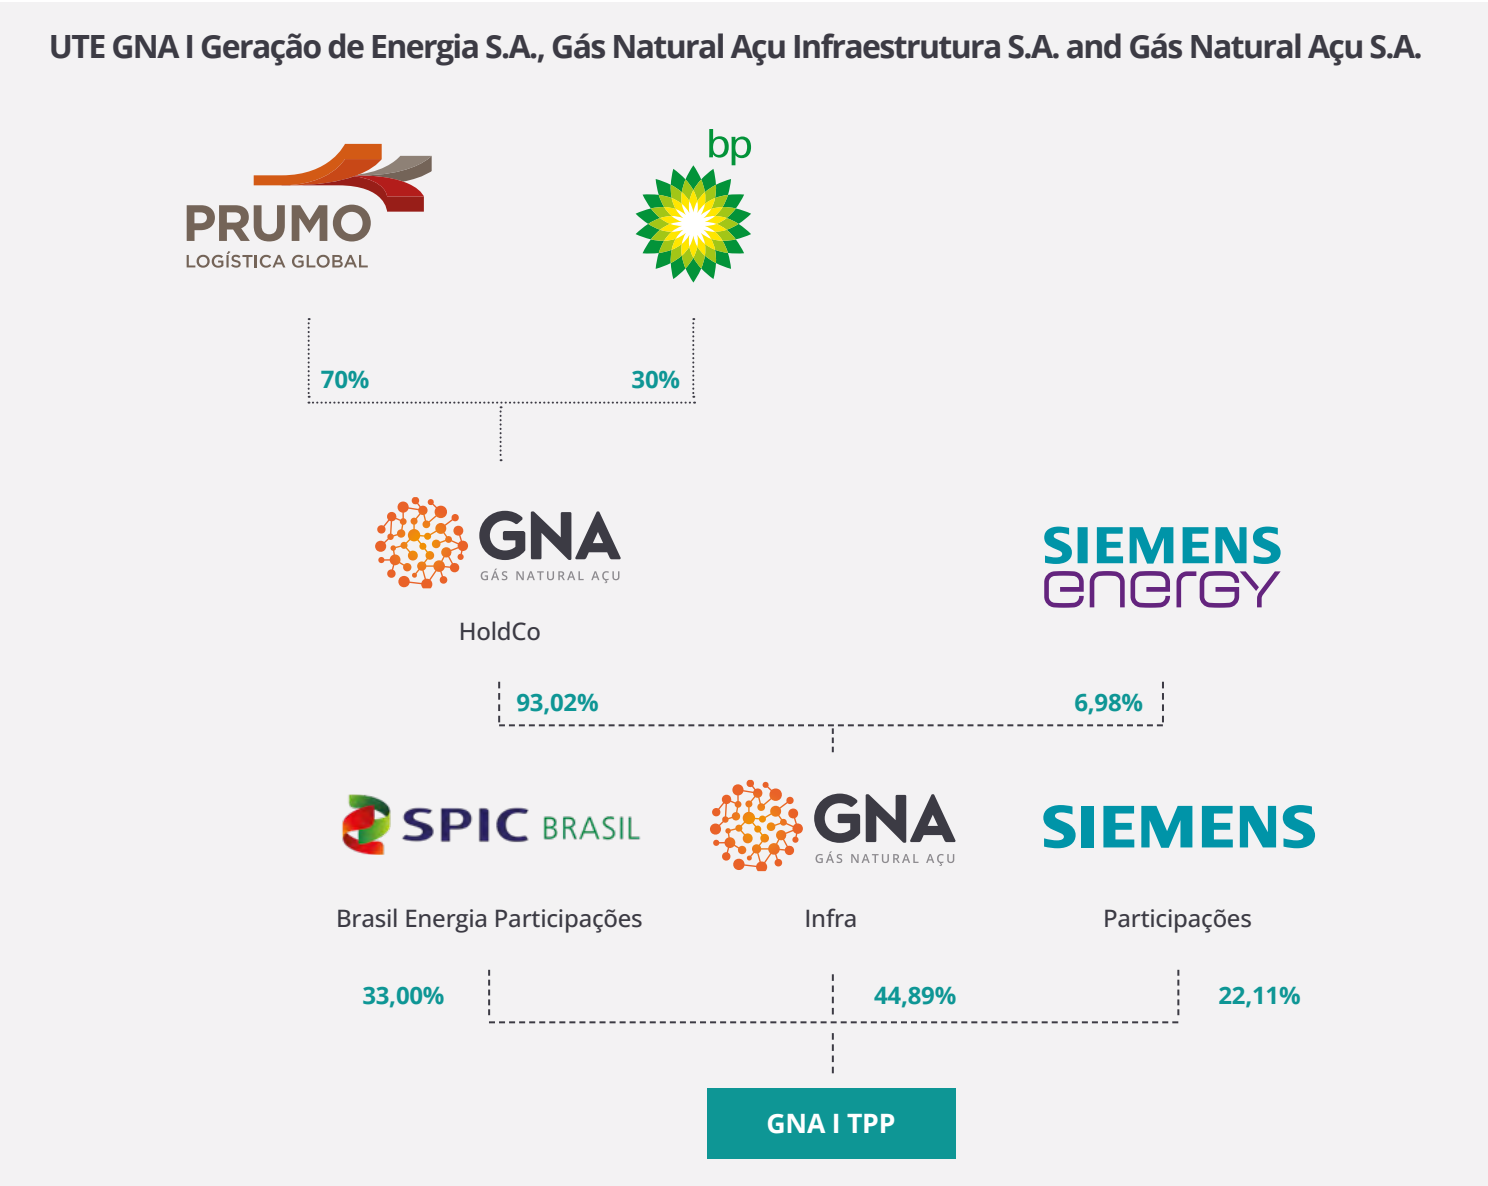 UTE GNA I Geração de Energia S.A., Gás Natural Açu Infraestrutura S.A. and Gás Natural Açu S.A.
PRUMO
LOGÍSTICA GLOBAL
bp
70%
30%
GNA
GÁS NATURAL AÇU
HoldCo
SIEMENS
energy
93,02%
6,98%
SPIC BRASIL
GNA
GÁS NATURAL AÇU
SIEMENS
Brasil Energia Participações
Infra
Participações
33,00%
44,89%
22,11%
GNA I TPP